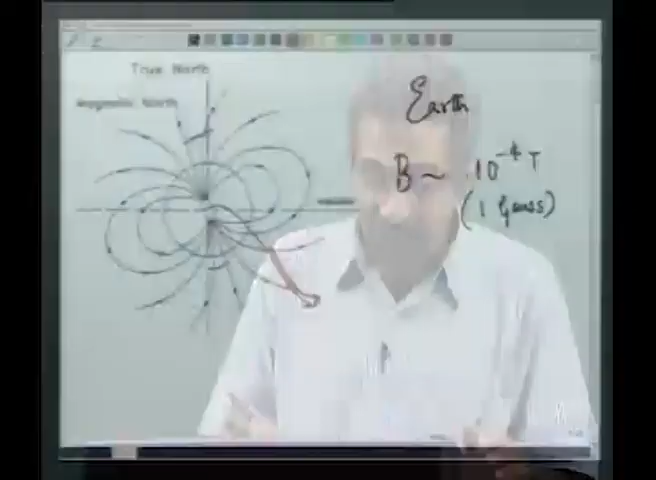 True North
Magnetic North
Earth
B ~ 10⁻⁴ T
(1 Gauss)